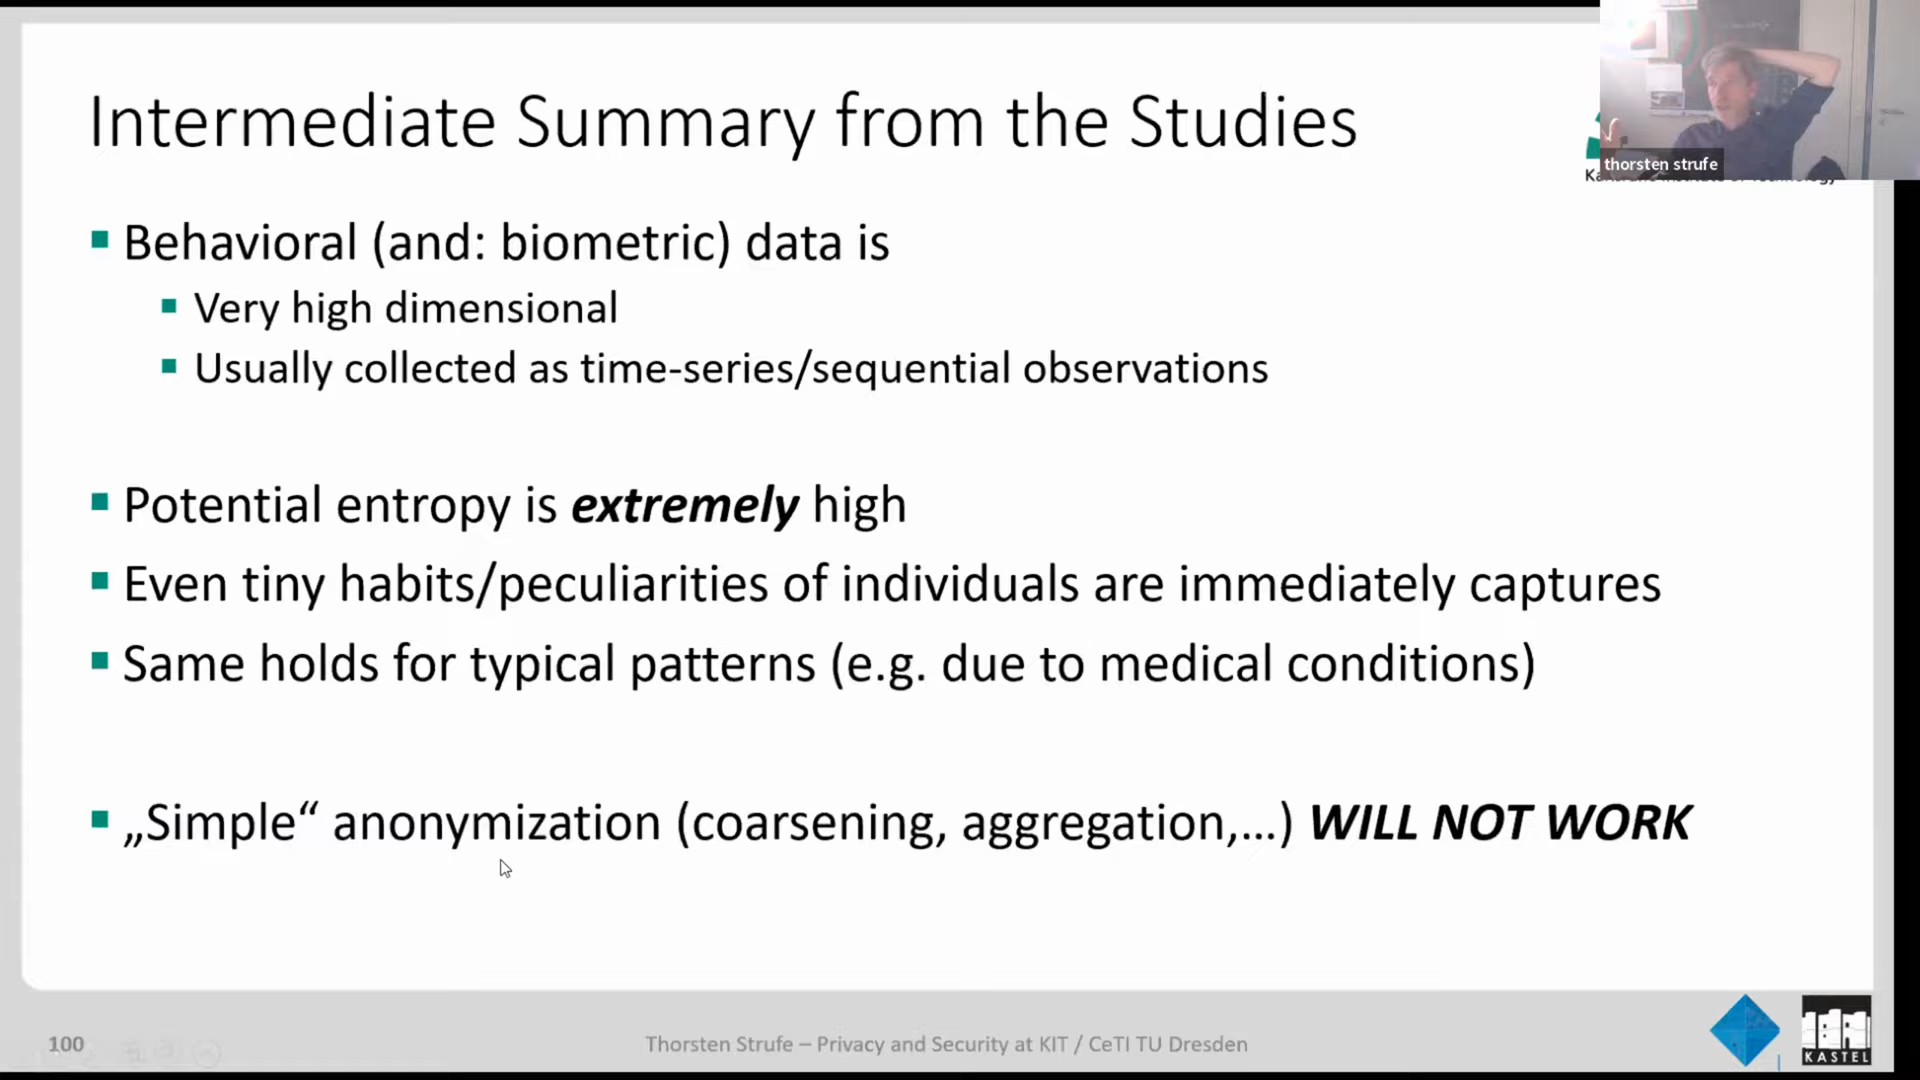 Intermediate Summary from the Studies
thorsten strufe
Behavioral (and: biometric) data is
Very high dimensional
Usually collected as time-series/sequential observations
Potential entropy is extremely high
Even tiny habits/peculiarities of individuals are immediately captures
Same holds for typical patterns (e.g. due to medical conditions)
„Simple“ anonymization (coarsening, aggregation,...) WILL NOT WORK
100
Thorsten Strufe – Privacy and Security at KIT / CeTI TU Dresden
KASTEL